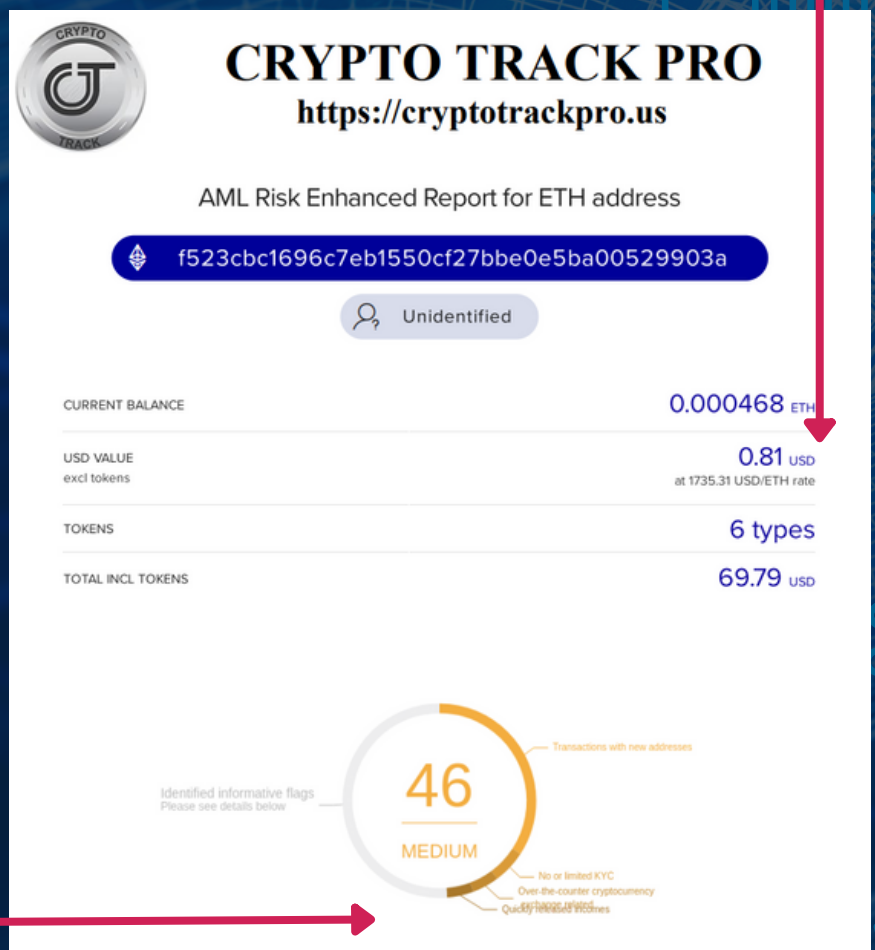 CRYPTO
TRACK
CRYPTO TRACK PRO
https://cryptotrackpro.us
AML Risk Enhanced Report for ETH address
f523cbc1696c7eb1550cf27bbe0e5ba00529903a
Unidentified
CURRENT BALANCE
0.000468 ETH
USD VALUE
0.81 USD
excl tokens
at 1735.31 USD/ETH rate
TOKENS
6 types
TOTAL INCL TOKENS
69.79 USD
Transactions with new addresses
Identified informative flags
Please see details below
46
MEDIUM
No or limited KYC
Over-the-counter cryptocurrency
exchange related
Quickly released incomes